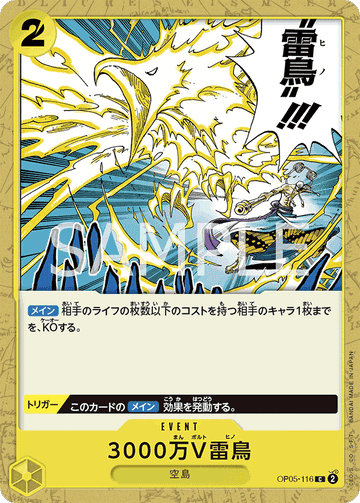 2
"雷鳥"!!!
ヒノ
SAMPLE
メイン 相手のライフの枚数以下のコストを持つ相手のキャラ1枚まで
を、KOする。
トリガー このカードの メイン 効果を発動する。
EVENT
3000万V雷鳥
空島
OP05-116 C 2